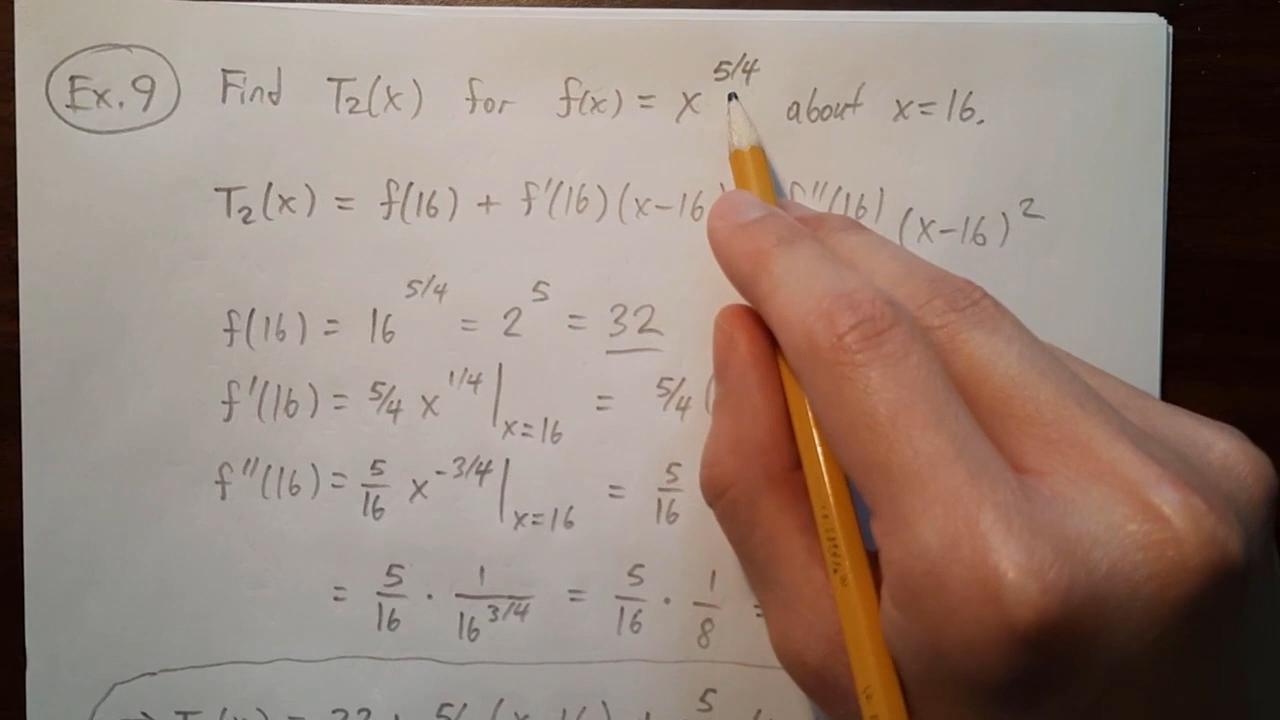 Ex. 9 Find T₂(x) for f(x) = x^5/4 about x = 16.
T₂(x) = f(16) + f'(16)(x-16 f''(16) (x-16)²
f(16) = 16^5/4 = 2^5 = 32
f'(16) = 5/4 x^1/4 |x=16 = 5/4 (
f''(16) = 5/16 x^-3/4 |x=16 = 5/16
= 5/16 · 1/16^3/4 = 5/16 · 1/8 =